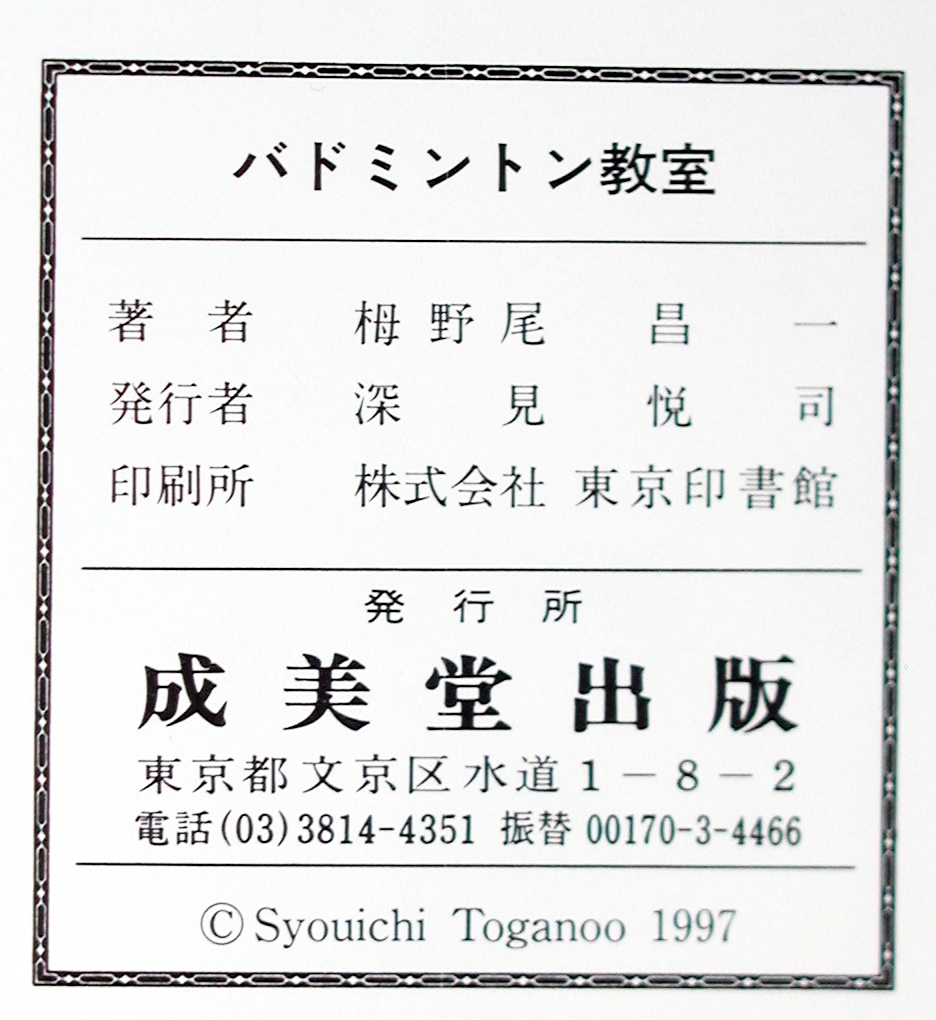 バドミントン教室
著者 栂野尾 昌一
発行者 深見 悦司
印刷所 株式会社 東京印書館
発行所
成美堂出版
東京都文京区水道1－8－2
電話(03)3814-4351 振替 00170-3-4466
©Syouichi Toganoo 1997